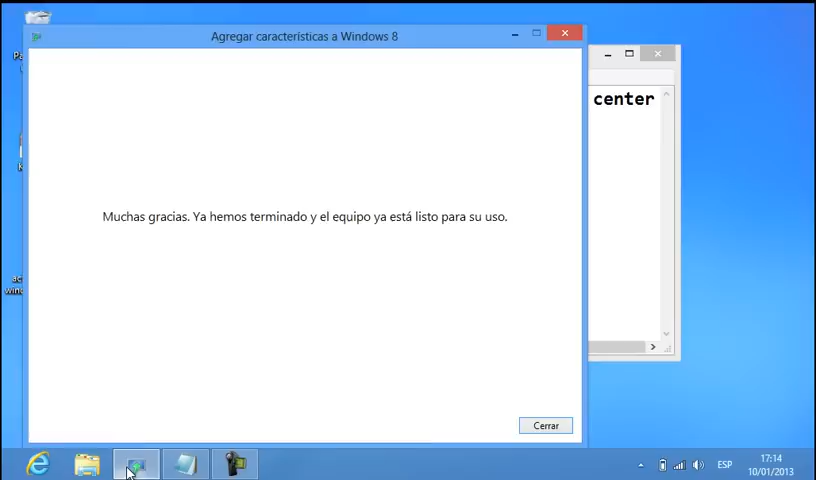 Agregar características a Windows 8
center
Muchas gracias. Ya hemos terminado y el equipo ya está listo para su uso.
Cerrar
ESP
17:14
10/01/2013